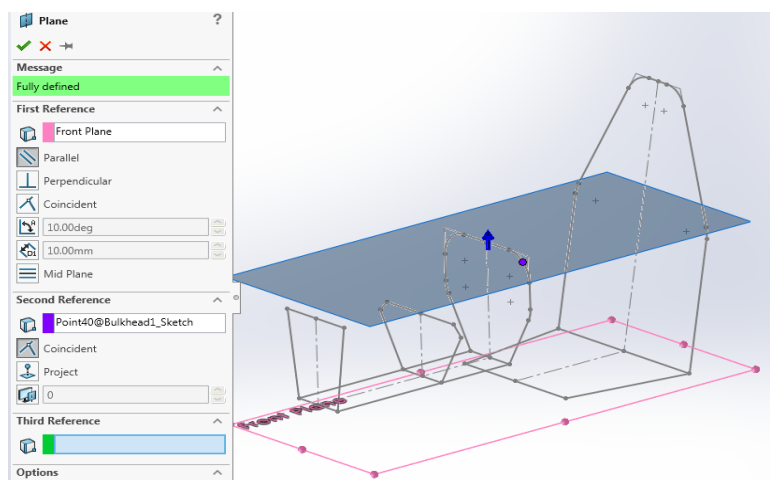 Plane ?
Message
Fully defined
First Reference
Front Plane
Parallel
Perpendicular
Coincident
10.00deg
10.00mm
Mid Plane
Second Reference
Point40@Bulkhead1_Sketch
Coincident
Project
0
Third Reference
Options